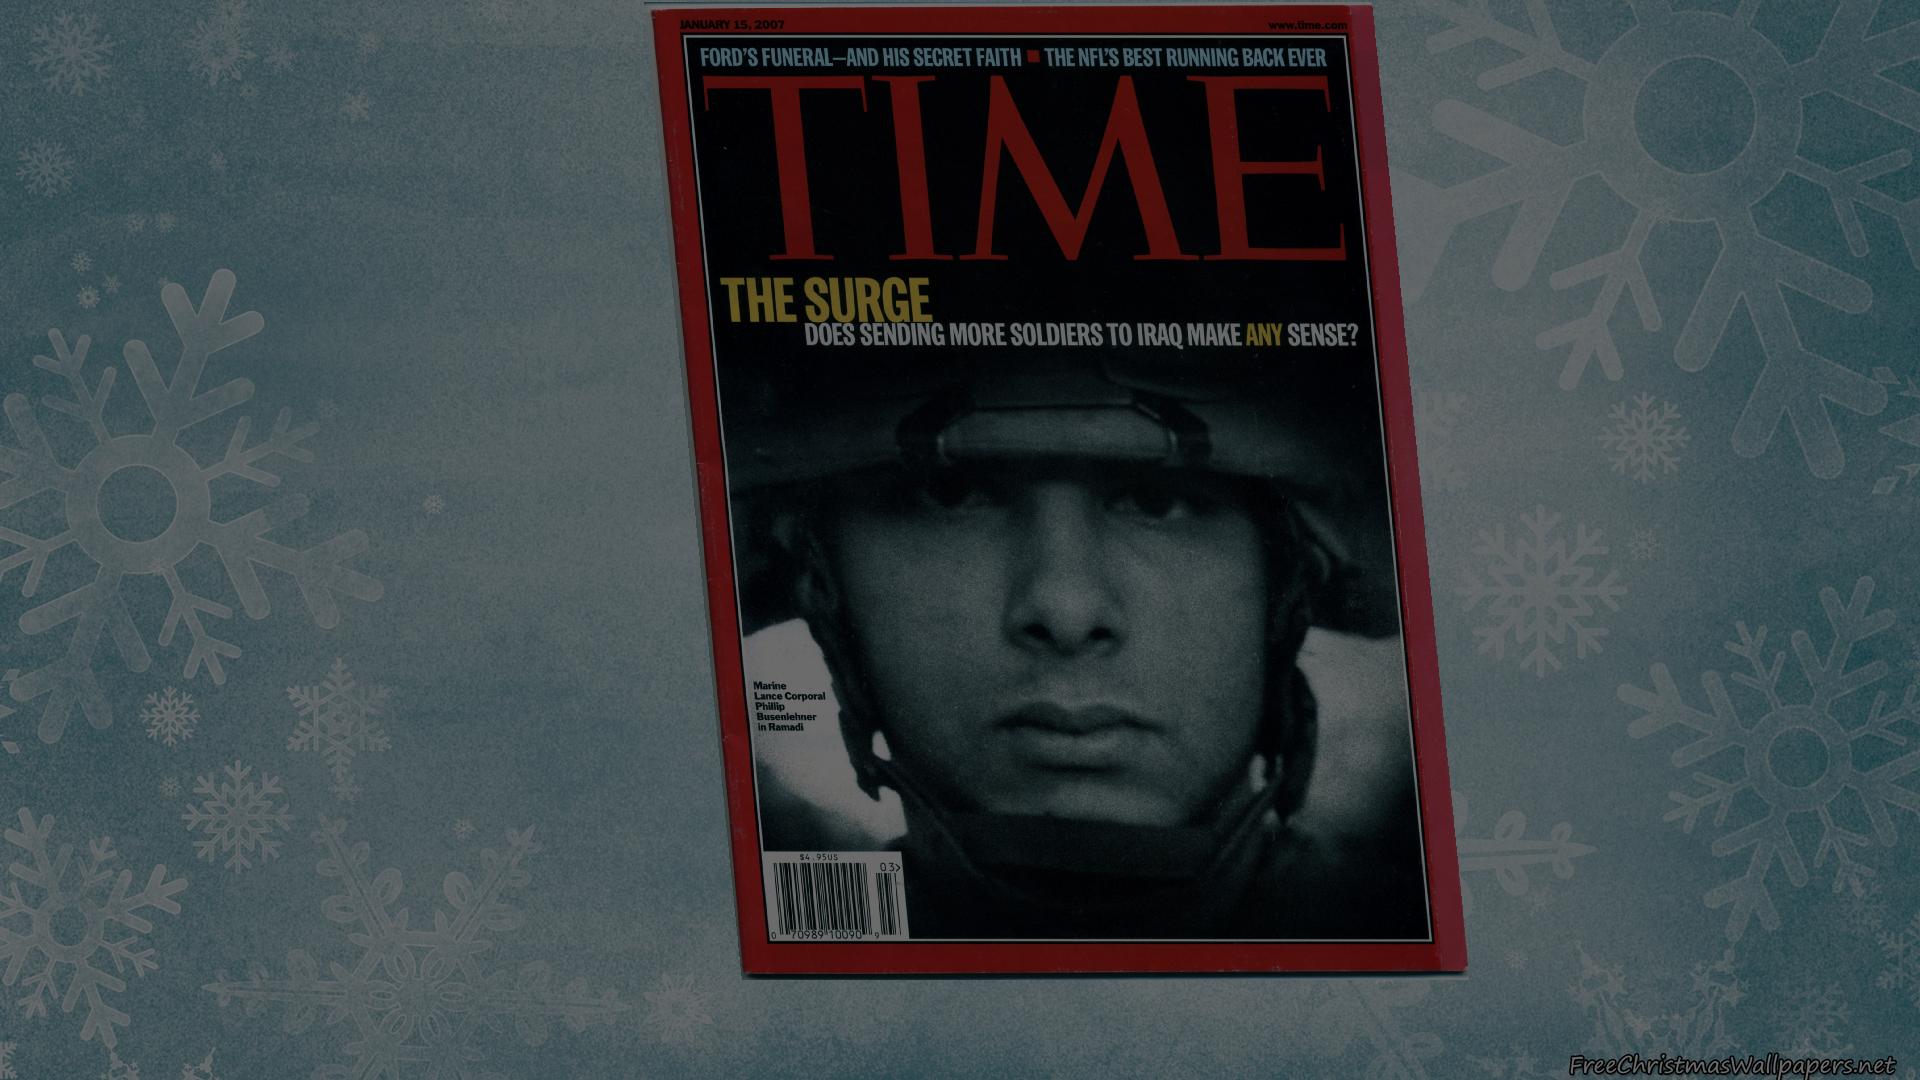 JANUARY 15, 2007
www.time.com
FORD'S FUNERAL—AND HIS SECRET FAITH ■ THE NFL'S BEST RUNNING BACK EVER
TIME
THE SURGE
DOES SENDING MORE SOLDIERS TO IRAQ MAKE ANY SENSE?
Marine
Lance Corporal
Phillip
Busenlehner
in Ramadi
$4.95US
03>
0 70989 10090 9
FreeChristmasWallpapers.net